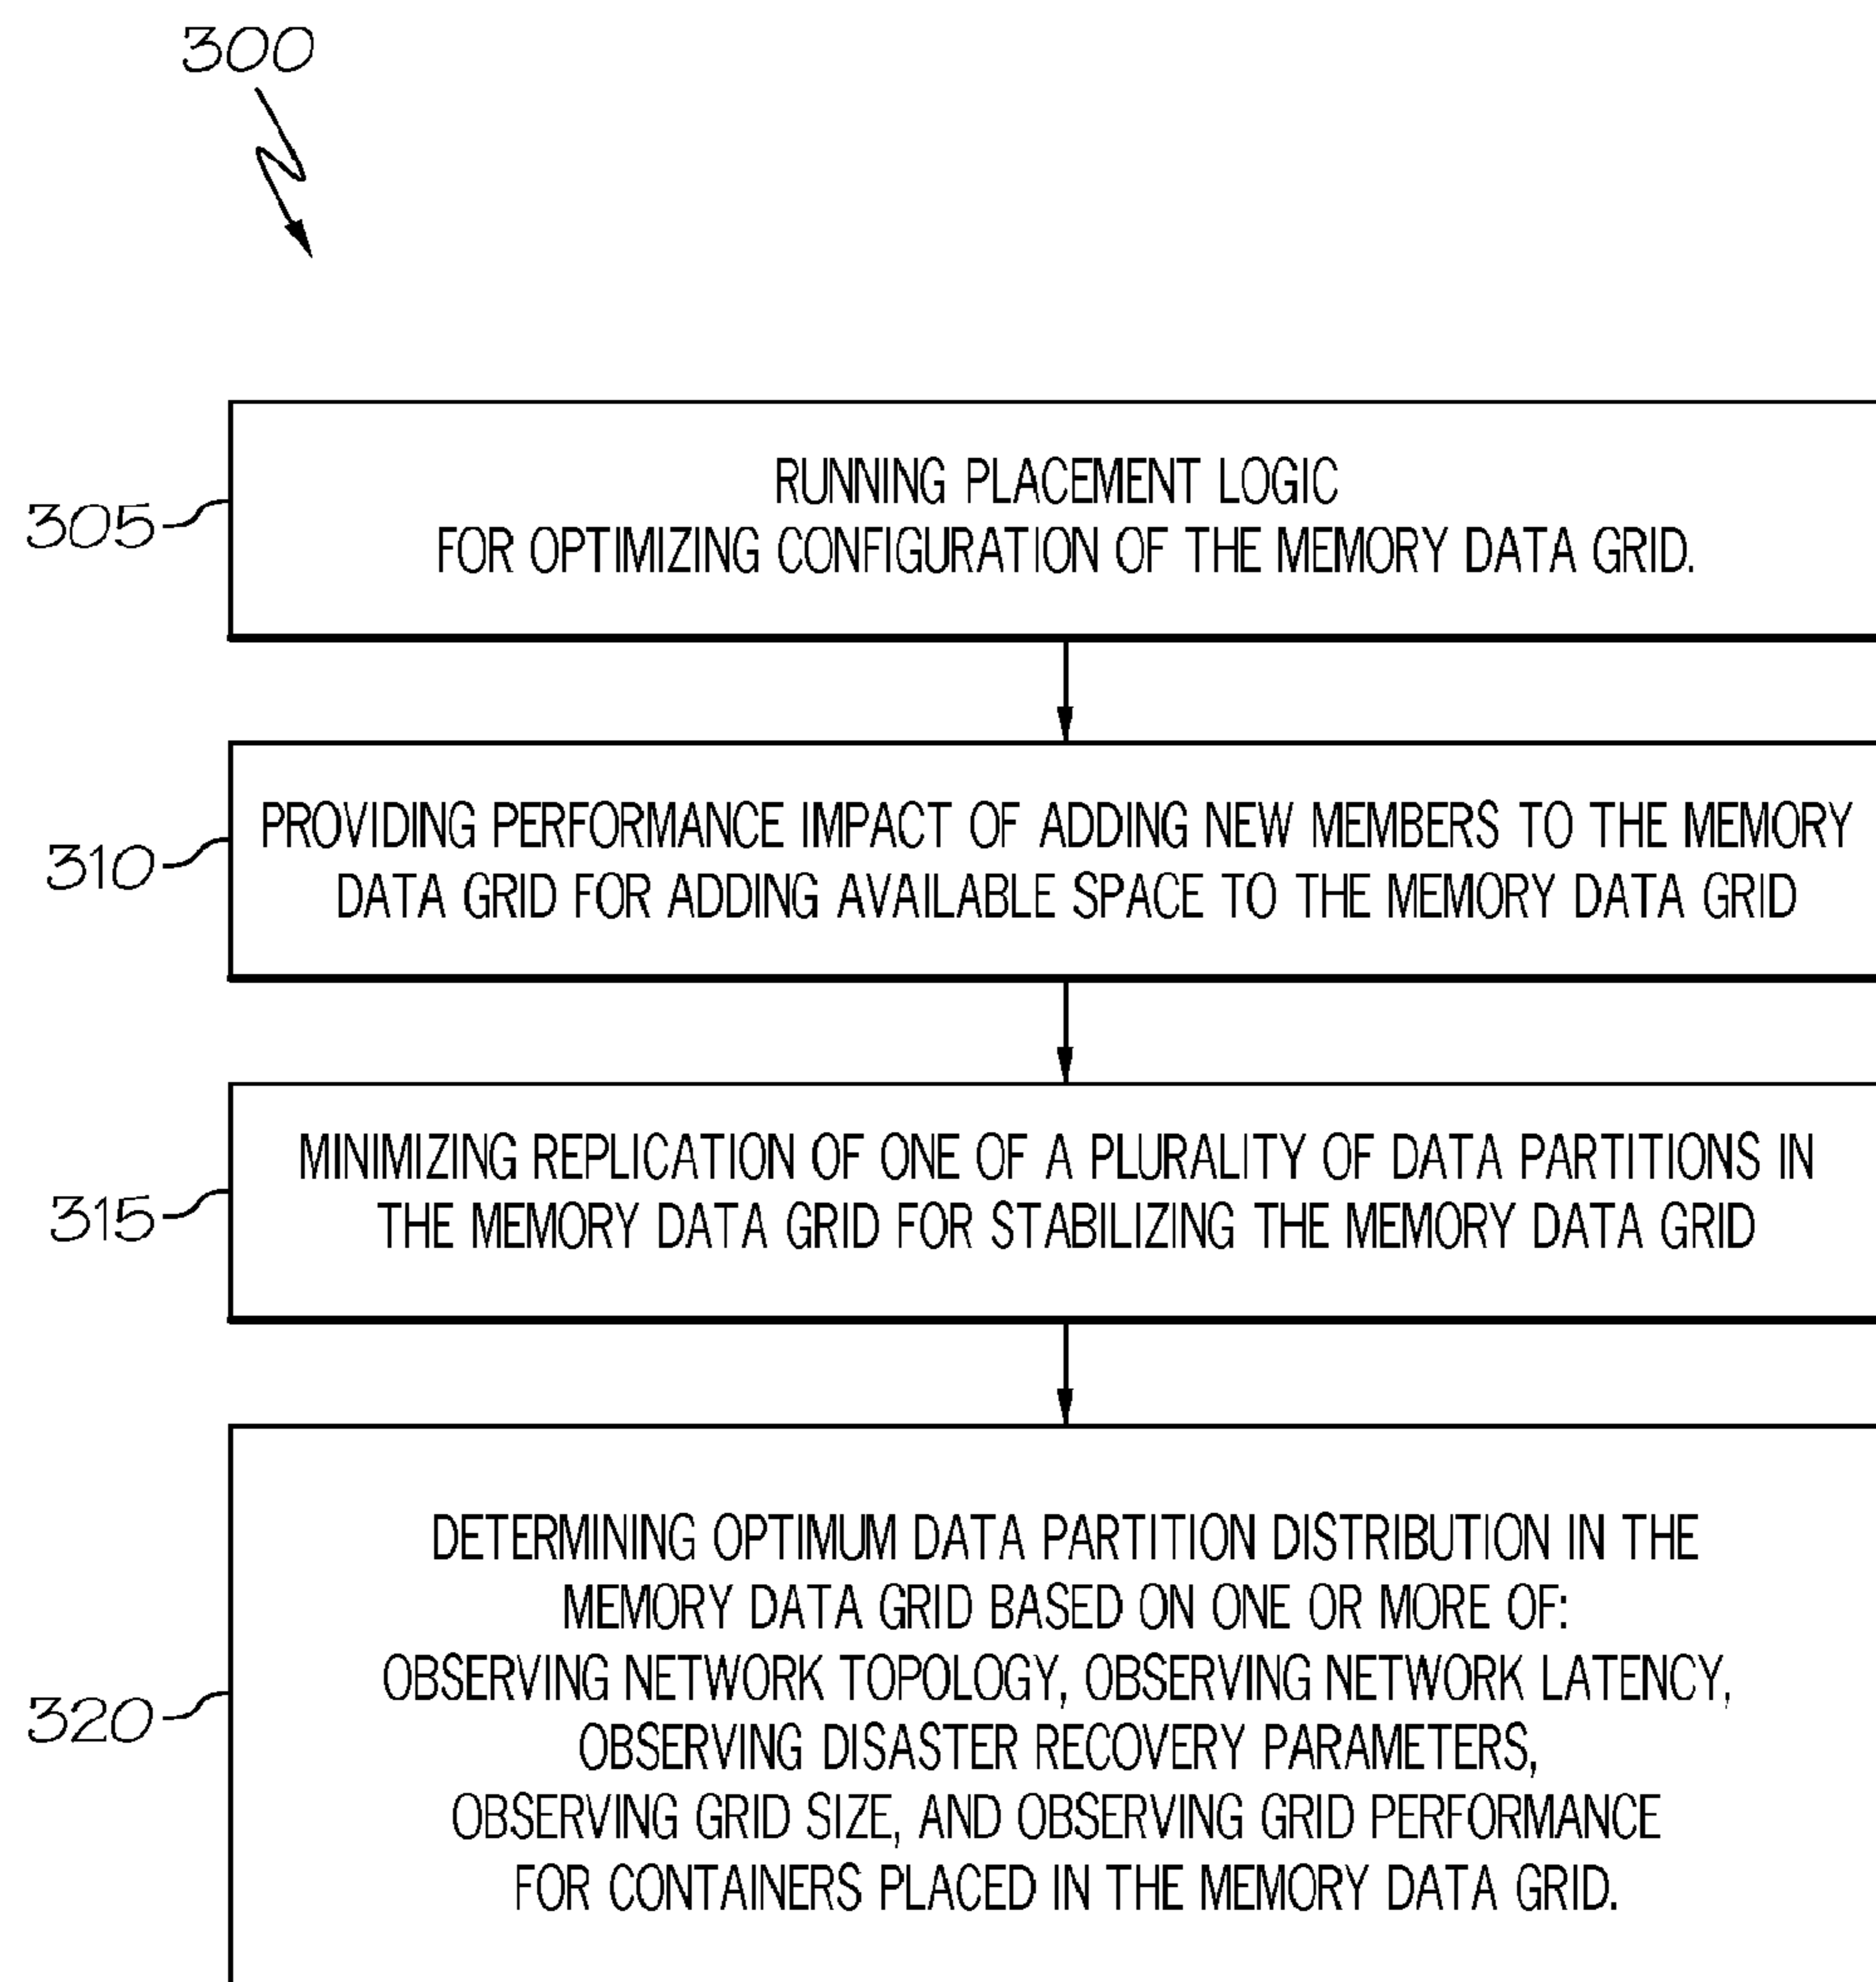 300
305
RUNNING PLACEMENT LOGIC
FOR OPTIMIZING CONFIGURATION OF THE MEMORY DATA GRID.
310
PROVIDING PERFORMANCE IMPACT OF ADDING NEW MEMBERS TO THE MEMORY
DATA GRID FOR ADDING AVAILABLE SPACE TO THE MEMORY DATA GRID
315
MINIMIZING REPLICATION OF ONE OF A PLURALITY OF DATA PARTITIONS IN
THE MEMORY DATA GRID FOR STABILIZING THE MEMORY DATA GRID
320
DETERMINING OPTIMUM DATA PARTITION DISTRIBUTION IN THE
MEMORY DATA GRID BASED ON ONE OR MORE OF:
OBSERVING NETWORK TOPOLOGY, OBSERVING NETWORK LATENCY,
OBSERVING DISASTER RECOVERY PARAMETERS,
OBSERVING GRID SIZE, AND OBSERVING GRID PERFORMANCE
FOR CONTAINERS PLACED IN THE MEMORY DATA GRID.